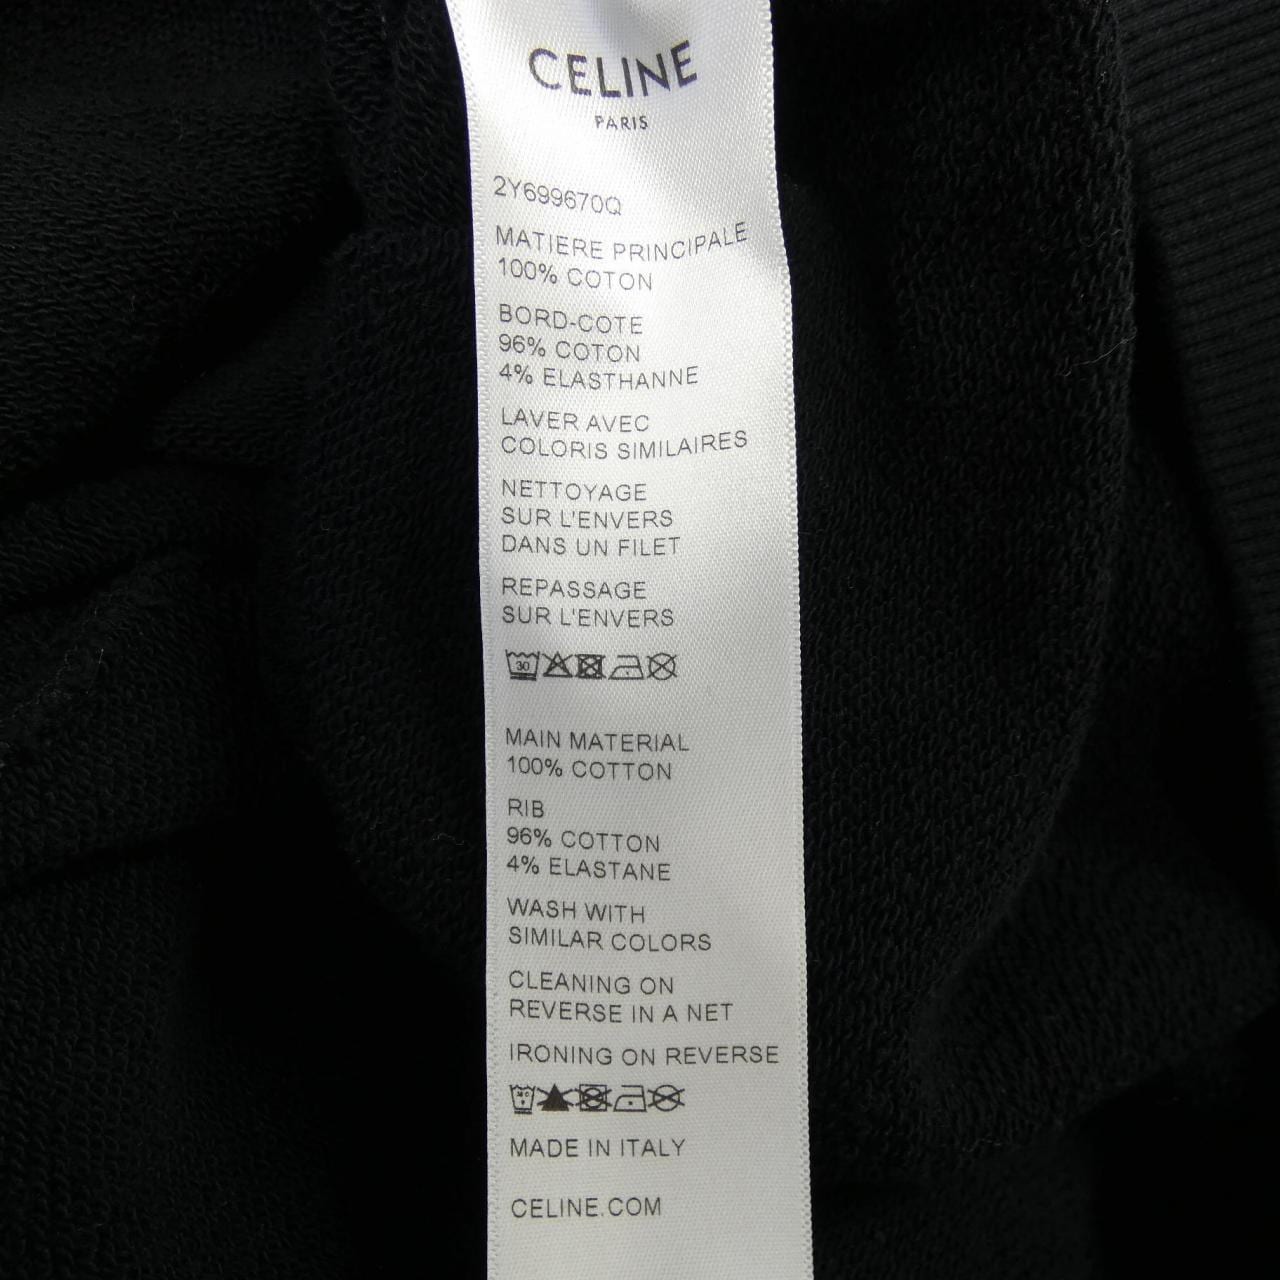 CELINE
PARIS
2Y699670Q
MATIERE PRINCIPALE
100% COTON
BORD-COTE
96% COTON
4% ELASTHANNE
LAVER AVEC
COLORIS SIMILAIRES
NETTOYAGE
SUR L'ENVERS
DANS UN FILET
REPASSAGE
SUR L'ENVERS
30
MAIN MATERIAL
100% COTTON
RIB
96% COTTON
4% ELASTANE
WASH WITH
SIMILAR COLORS
CLEANING ON
REVERSE IN A NET
IRONING ON REVERSE
MADE IN ITALY
CELINE.COM